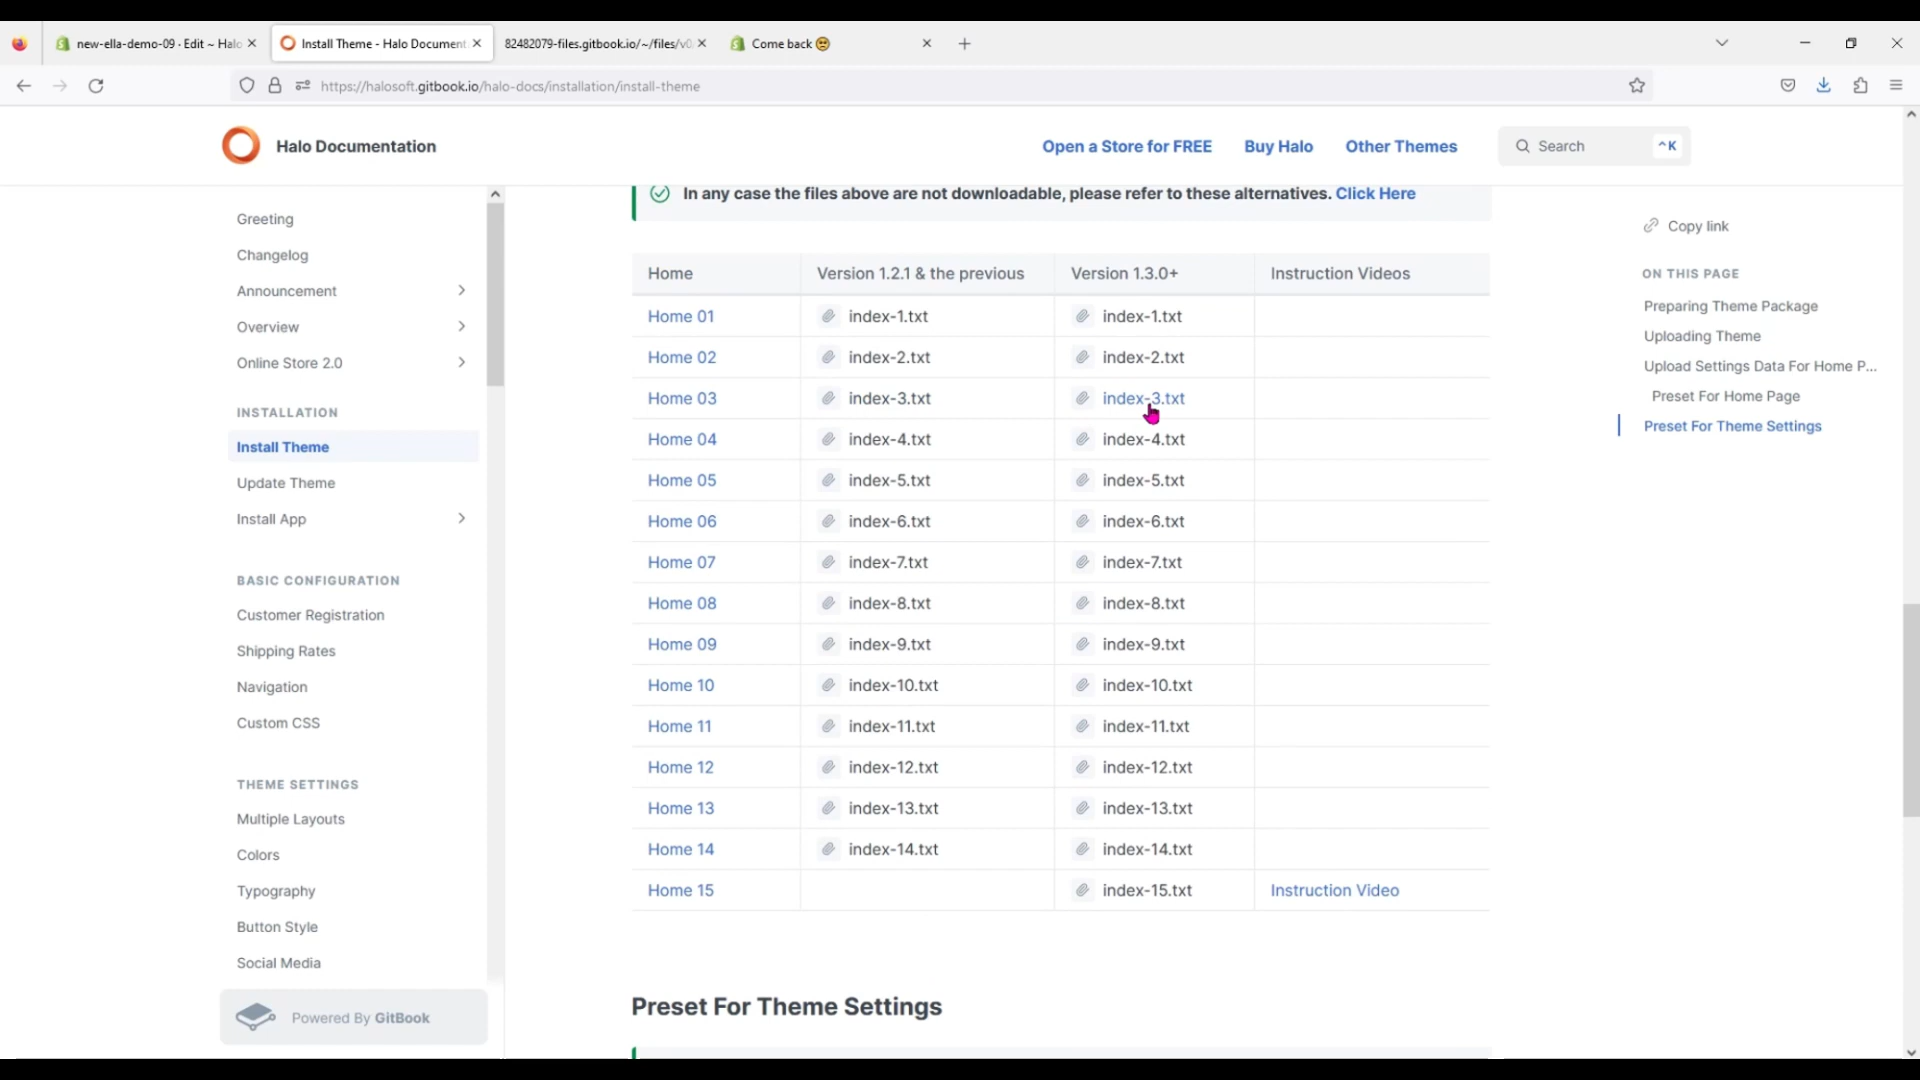 new-ella-demo-09 · Edit ~ Halo
Install Theme - Halo Document
82482079-files.gitbook.io/~/files/v0
Come back 🥺
https://halosoft.gitbook.io/halo-docs/installation/install-theme
Halo Documentation
Open a Store for FREE
Buy Halo
Other Themes
Search
^K
Greeting
Changelog
Announcement
Overview
Online Store 2.0
INSTALLATION
Install Theme
Update Theme
Install App
BASIC CONFIGURATION
Customer Registration
Shipping Rates
Navigation
Custom CSS
THEME SETTINGS
Multiple Layouts
Colors
Typography
Button Style
Social Media
Powered By GitBook
In any case the files above are not downloadable, please refer to these alternatives. Click Here
Home Version 1.2.1 & the previous Version 1.3.0+ Instruction Videos
Home 01 index-1.txt index-1.txt
Home 02 index-2.txt index-2.txt
Home 03 index-3.txt index-3.txt
Home 04 index-4.txt index-4.txt
Home 05 index-5.txt index-5.txt
Home 06 index-6.txt index-6.txt
Home 07 index-7.txt index-7.txt
Home 08 index-8.txt index-8.txt
Home 09 index-9.txt index-9.txt
Home 10 index-10.txt index-10.txt
Home 11 index-11.txt index-11.txt
Home 12 index-12.txt index-12.txt
Home 13 index-13.txt index-13.txt
Home 14 index-14.txt index-14.txt
Home 15 index-15.txt Instruction Video
Preset For Theme Settings
Copy link
ON THIS PAGE
Preparing Theme Package
Uploading Theme
Upload Settings Data For Home P...
Preset For Home Page
Preset For Theme Settings